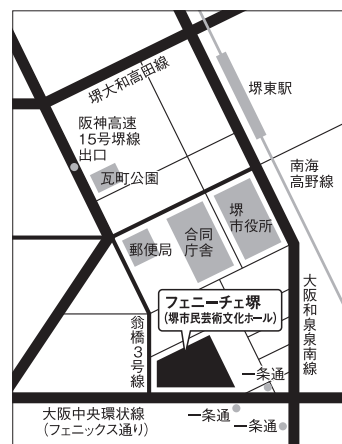 堺大和高田線
堺東駅
阪神高速
15号堺線
出口
瓦町公園
南海
高野線
堺
市役所
合同
庁舎
郵便局
フェニーチェ堺
(堺市民芸術文化ホール)
大阪和泉泉南線
翁橋3号線
一条通
大阪中央環状線
(フェニックス通り)
一条通
一条通